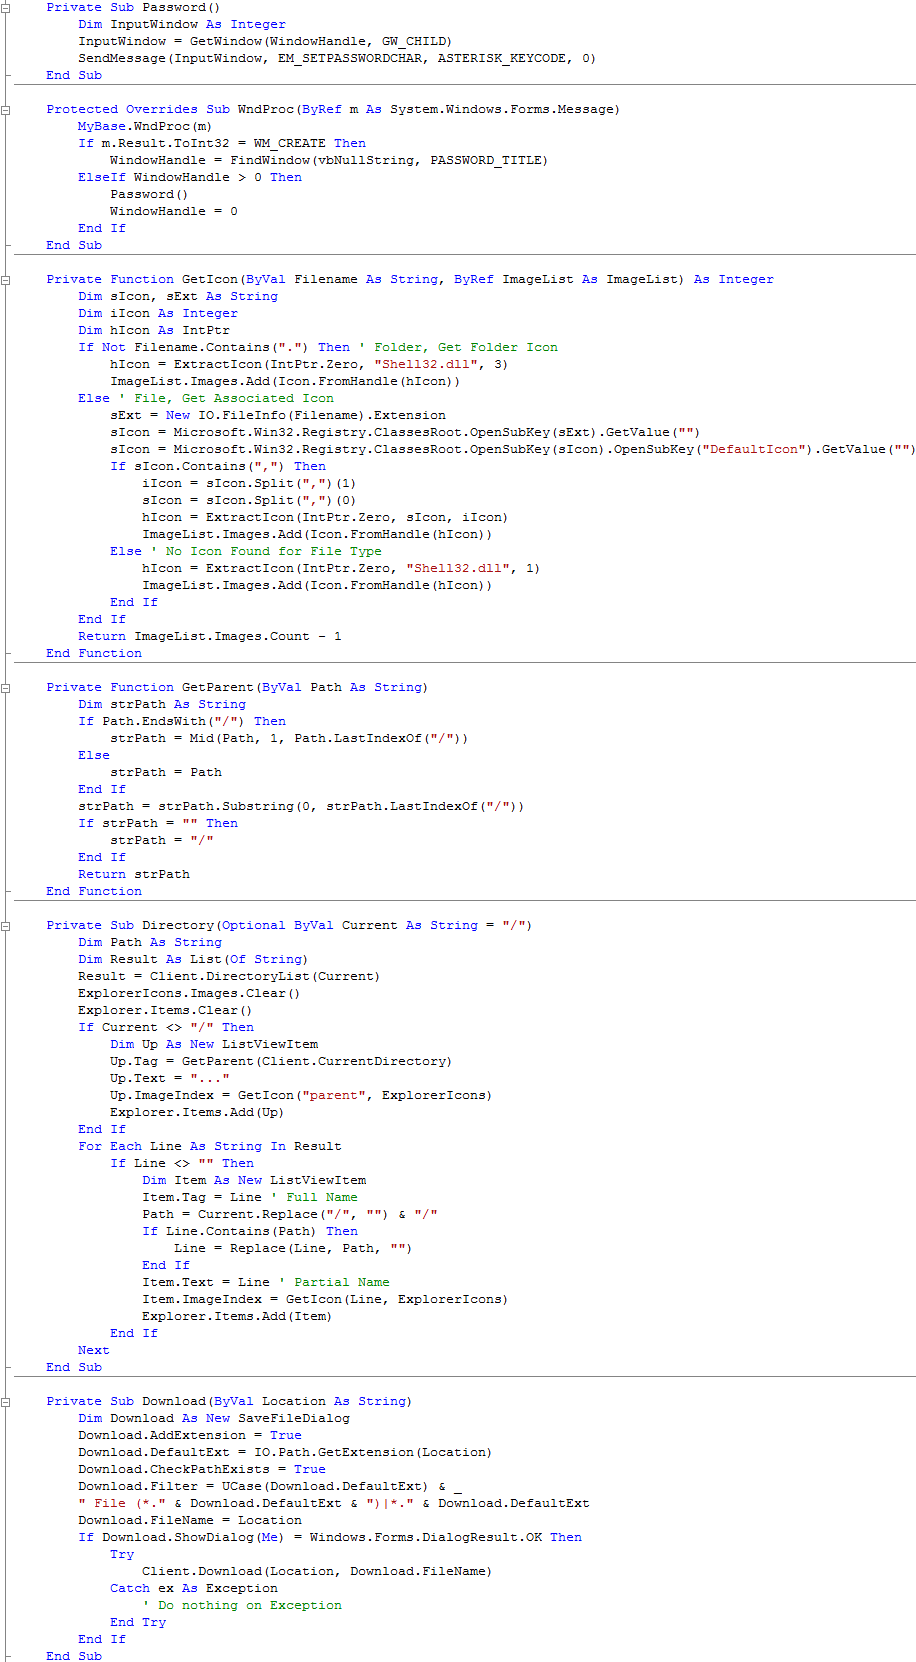 Private Sub Password()
Dim InputWindow As Integer
InputWindow = GetWindow(WindowHandle, GW_CHILD)
SendMessage(InputWindow, EM_SETPASSWORDCHAR, ASTERISK_KEYCODE, 0)
End Sub
Protected Overrides Sub WndProc(ByRef m As System.Windows.Forms.Message)
MyBase.WndProc(m)
If m.Result.ToInt32 = WM_CREATE Then
WindowHandle = FindWindow(vbNullString, PASSWORD_TITLE)
ElseIf WindowHandle > 0 Then
Password()
WindowHandle = 0
End If
End Sub
Private Function GetIcon(ByVal Filename As String, ByRef ImageList As ImageList) As Integer
Dim sIcon, sExt As String
Dim iIcon As Integer
Dim hIcon As IntPtr
If Not Filename.Contains(".") Then ' Folder, Get Folder Icon
hIcon = ExtractIcon(IntPtr.Zero, "Shell32.dll", 3)
ImageList.Images.Add(Icon.FromHandle(hIcon))
Else ' File, Get Associated Icon
sExt = New IO.FileInfo(Filename).Extension
sIcon = Microsoft.Win32.Registry.ClassesRoot.OpenSubKey(sExt).GetValue("")
sIcon = Microsoft.Win32.Registry.ClassesRoot.OpenSubKey(sIcon).OpenSubKey("DefaultIcon").GetValue("")
If sIcon.Contains(",") Then
iIcon = sIcon.Split(",")(1)
sIcon = sIcon.Split(",")(0)
hIcon = ExtractIcon(IntPtr.Zero, sIcon, iIcon)
ImageList.Images.Add(Icon.FromHandle(hIcon))
Else ' No Icon Found for File Type
hIcon = ExtractIcon(IntPtr.Zero, "Shell32.dll", 1)
ImageList.Images.Add(Icon.FromHandle(hIcon))
End If
End If
Return ImageList.Images.Count - 1
End Function
Private Function GetParent(ByVal Path As String)
Dim strPath As String
If Path.EndsWith("/") Then
strPath = Mid(Path, 1, Path.LastIndexOf("/"))
Else
strPath = Path
End If
strPath = strPath.Substring(0, strPath.LastIndexOf("/"))
If strPath = "" Then
strPath = "/"
End If
Return strPath
End Function
Private Sub Directory(Optional ByVal Current As String = "/")
Dim Path As String
Dim Result As List(Of String)
Result = Client.DirectoryList(Current)
ExplorerIcons.Images.Clear()
Explorer.Items.Clear()
If Current <> "/" Then
Dim Up As New ListViewItem
Up.Tag = GetParent(Client.CurrentDirectory)
Up.Text = "..."
Up.ImageIndex = GetIcon("parent", ExplorerIcons)
Explorer.Items.Add(Up)
End If
For Each Line As String In Result
If Line <> "" Then
Dim Item As New ListViewItem
Item.Tag = Line ' Full Name
Path = Current.Replace("/", "") & "/"
If Line.Contains(Path) Then
Line = Replace(Line, Path, "")
End If
Item.Text = Line ' Partial Name
Item.ImageIndex = GetIcon(Line, ExplorerIcons)
Explorer.Items.Add(Item)
End If
Next
End Sub
Private Sub Download(ByVal Location As String)
Dim Download As New SaveFileDialog
Download.AddExtension = True
Download.DefaultExt = IO.Path.GetExtension(Location)
Download.CheckPathExists = True
Download.Filter = UCase(Download.DefaultExt) & _
" File (*." & Download.DefaultExt & ")|*." & Download.DefaultExt
Download.FileName = Location
If Download.ShowDialog(Me) = Windows.Forms.DialogResult.OK Then
Try
Client.Download(Location, Download.FileName)
Catch ex As Exception
' Do nothing on Exception
End Try
End If
End Sub